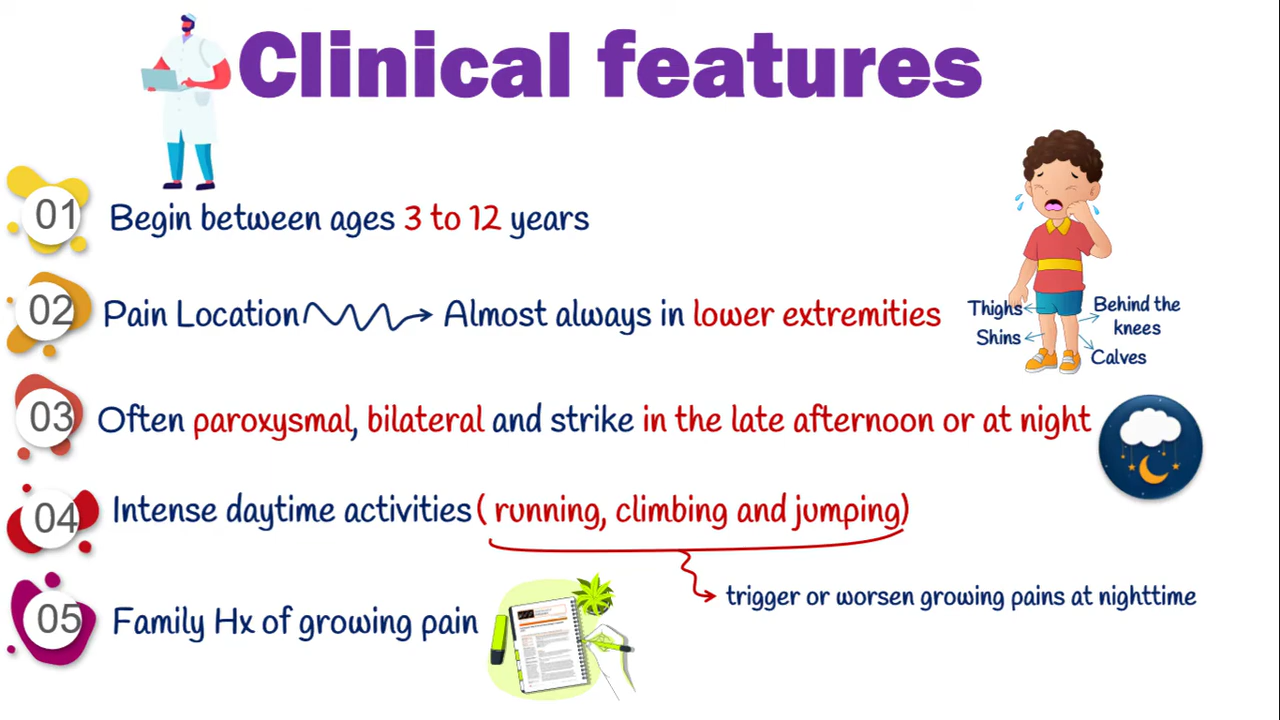 Clinical features
01
Begin between ages 3 to 12 years
02
Pain Location
Almost always in lower extremities
Thighs
Behind the
knees
Shins
Calves
03
Often paroxysmal, bilateral and strike in the late afternoon or at night
04
Intense daytime activities ( running, climbing and jumping)
trigger or worsen growing pains at nighttime
05
Family Hx of growing pain